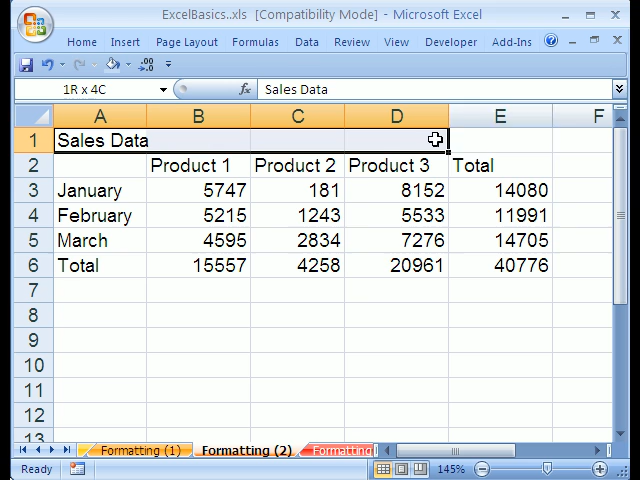 ExcelBasics..xls [Compatibility Mode] - Microsoft Excel
Home Insert Page Layout Formulas Data Review View Developer Add-Ins
1R x 4C fx Sales Data
A B C D E F
1 Sales Data
2 Product 1 Product 2 Product 3 Total
3 January 5747 181 8152 14080
4 February 5215 1243 5533 11991
5 March 4595 2834 7276 14705
6 Total 15557 4258 20961 40776
7
8
9
10
11
12
13
Formatting (1) Formatting (2) Formatting
Ready 145%